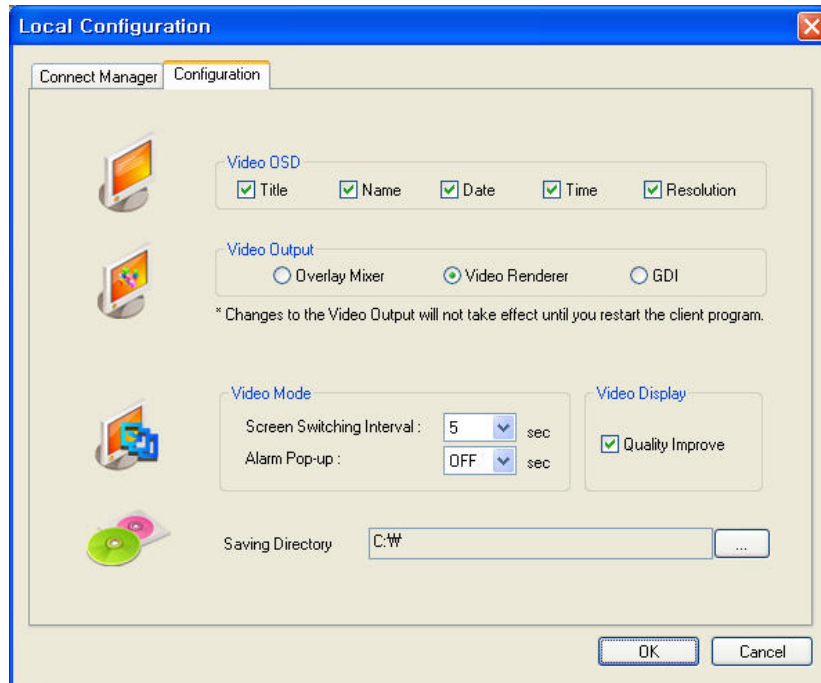 Local Configuration
Connect Manager
Configuration
Video OSD
Title
Name
Date
Time
Resolution
Video Output
Overlay Mixer
Video Renderer
GDI
* Changes to the Video Output will not take effect until you restart the client program.
Video Mode
Screen Switching Interval :
5
sec
Alarm Pop-up :
OFF
sec
Video Display
Quality Improve
Saving Directory
C:₩
...
OK
Cancel